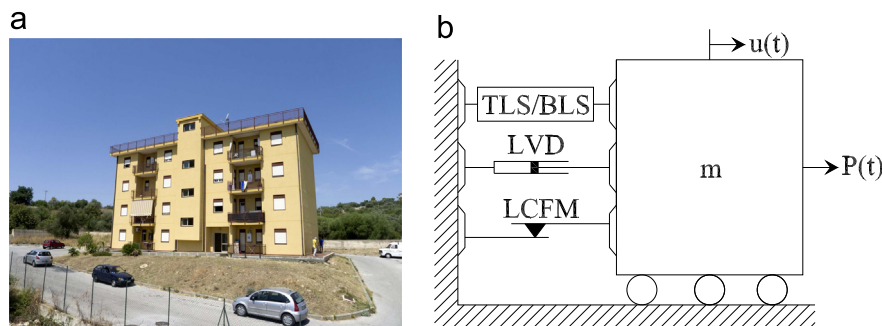 a
b
u(t)
TLS/BLS
LVD
m
P(t)
LCFM